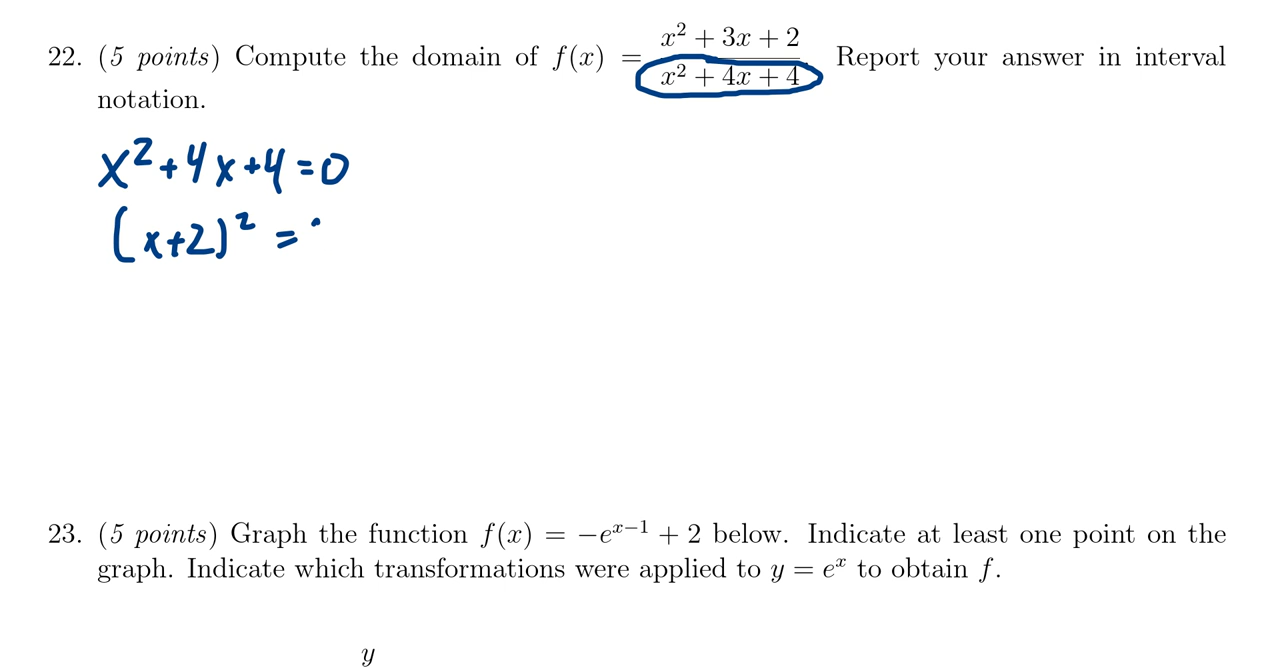 22. (5 points) Compute the domain of f(x) = \frac{x^2 + 3x + 2}{x^2 + 4x + 4} Report your answer in interval
notation.
x^2+4x+4=0
(x+2)^2 =
23. (5 points) Graph the function f(x) = −e^{x−1} + 2 below. Indicate at least one point on the
graph. Indicate which transformations were applied to y = e^x to obtain f.
y